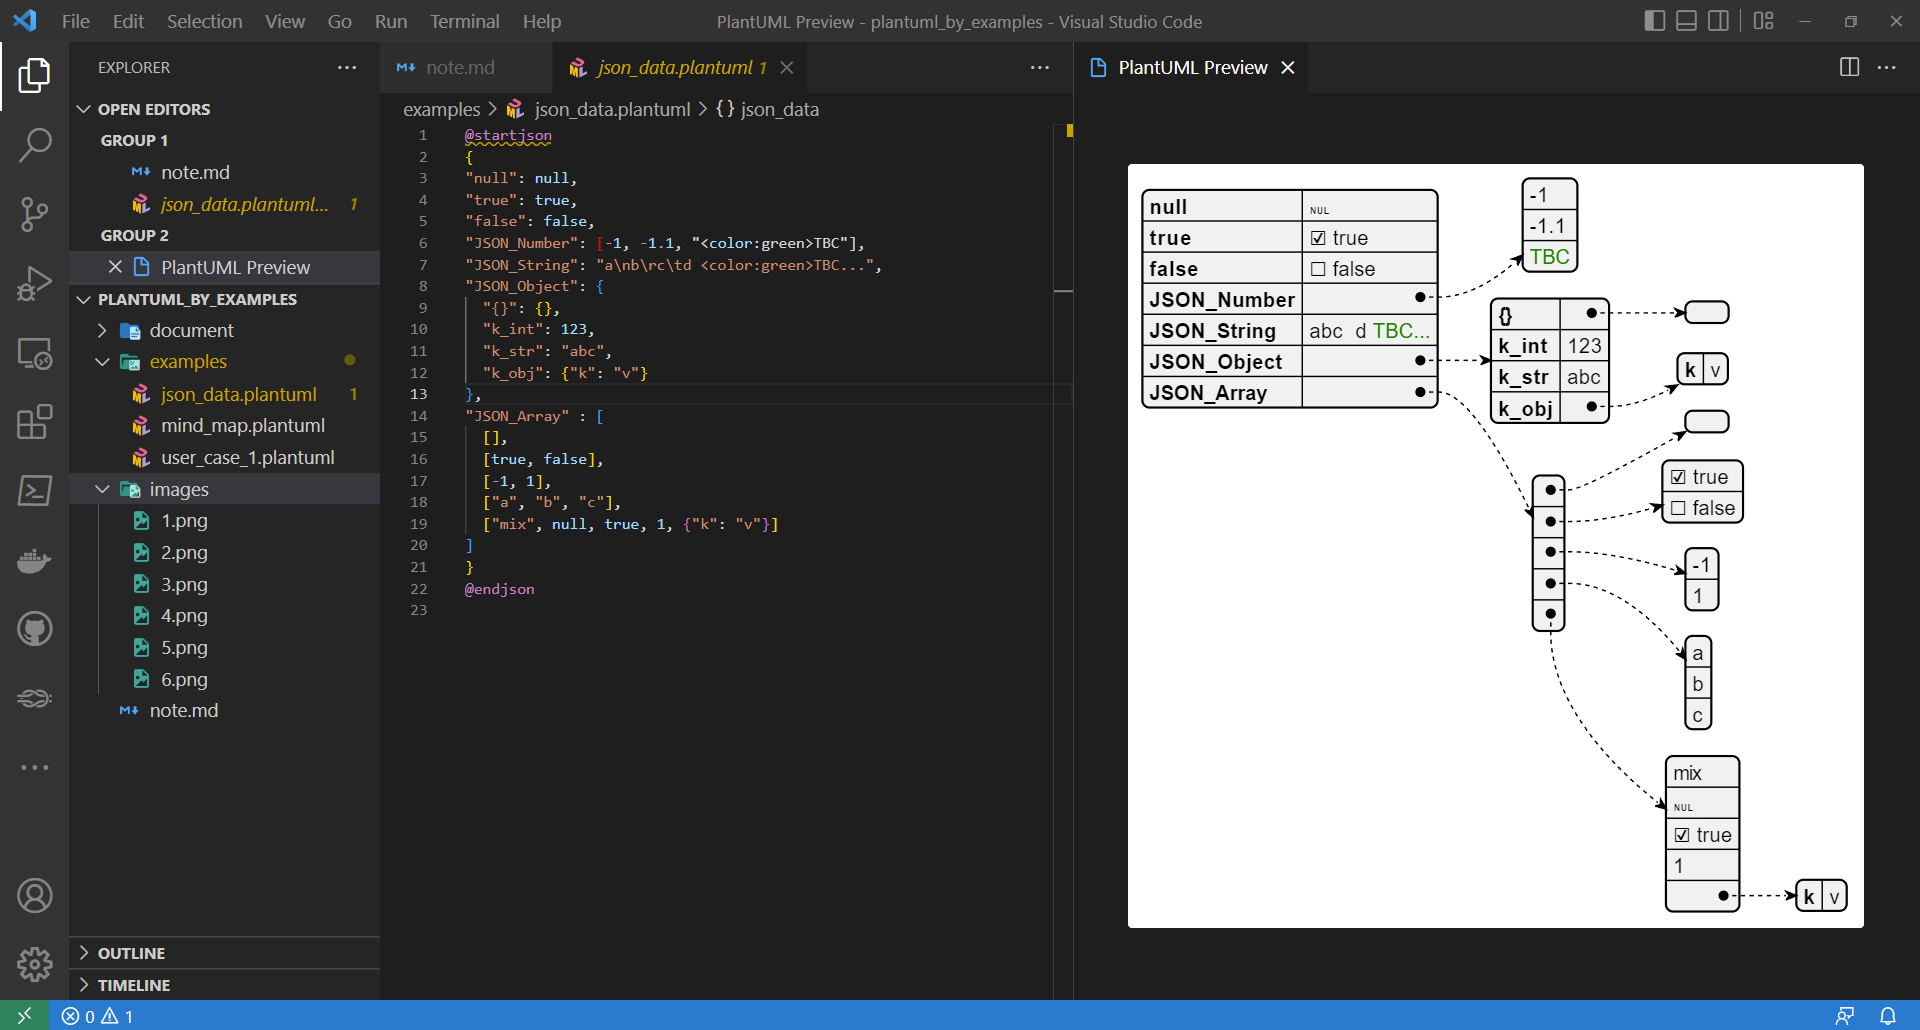 File Edit Selection View Go Run Terminal Help
PlantUML Preview - plantuml_by_examples - Visual Studio Code
EXPLORER
OPEN EDITORS
GROUP 1
note.md
json_data.plantuml... 1
GROUP 2
PlantUML Preview
PLANTUML_BY_EXAMPLES
document
examples
json_data.plantuml 1
mind_map.plantuml
user_case_1.plantuml
images
1.png
2.png
3.png
4.png
5.png
6.png
note.md
OUTLINE
TIMELINE
note.md
json_data.plantuml 1
examples > json_data.plantuml > {} json_data
1 @startjson
2 {
3 "null": null,
4 "true": true,
5 "false": false,
6 "JSON_Number": [-1, -1.1, "<color:green>TBC"],
7 "JSON_String": "a\nb\rc\td <color:green>TBC...",
8 "JSON_Object": {
9 "{}": {},
10 "k_int": 123,
11 "k_str": "abc",
12 "k_obj": {"k": "v"}
13 },
14 "JSON_Array" : [
15 [],
16 [true, false],
17 [-1, 1],
18 ["a", "b", "c"],
19 ["mix", null, true, 1, {"k": "v"}]
20 ]
21 }
22 @endjson
23
PlantUML Preview
null NUL
true ☑ true
false ☐ false
JSON_Number
JSON_String abc d TBC...
JSON_Object
JSON_Array
-1
-1.1
TBC
{}
k_int 123
k_str abc
k_obj
k v
☑ true
☐ false
-1
1
a
b
c
mix
NUL
☑ true
1
k v
0 1